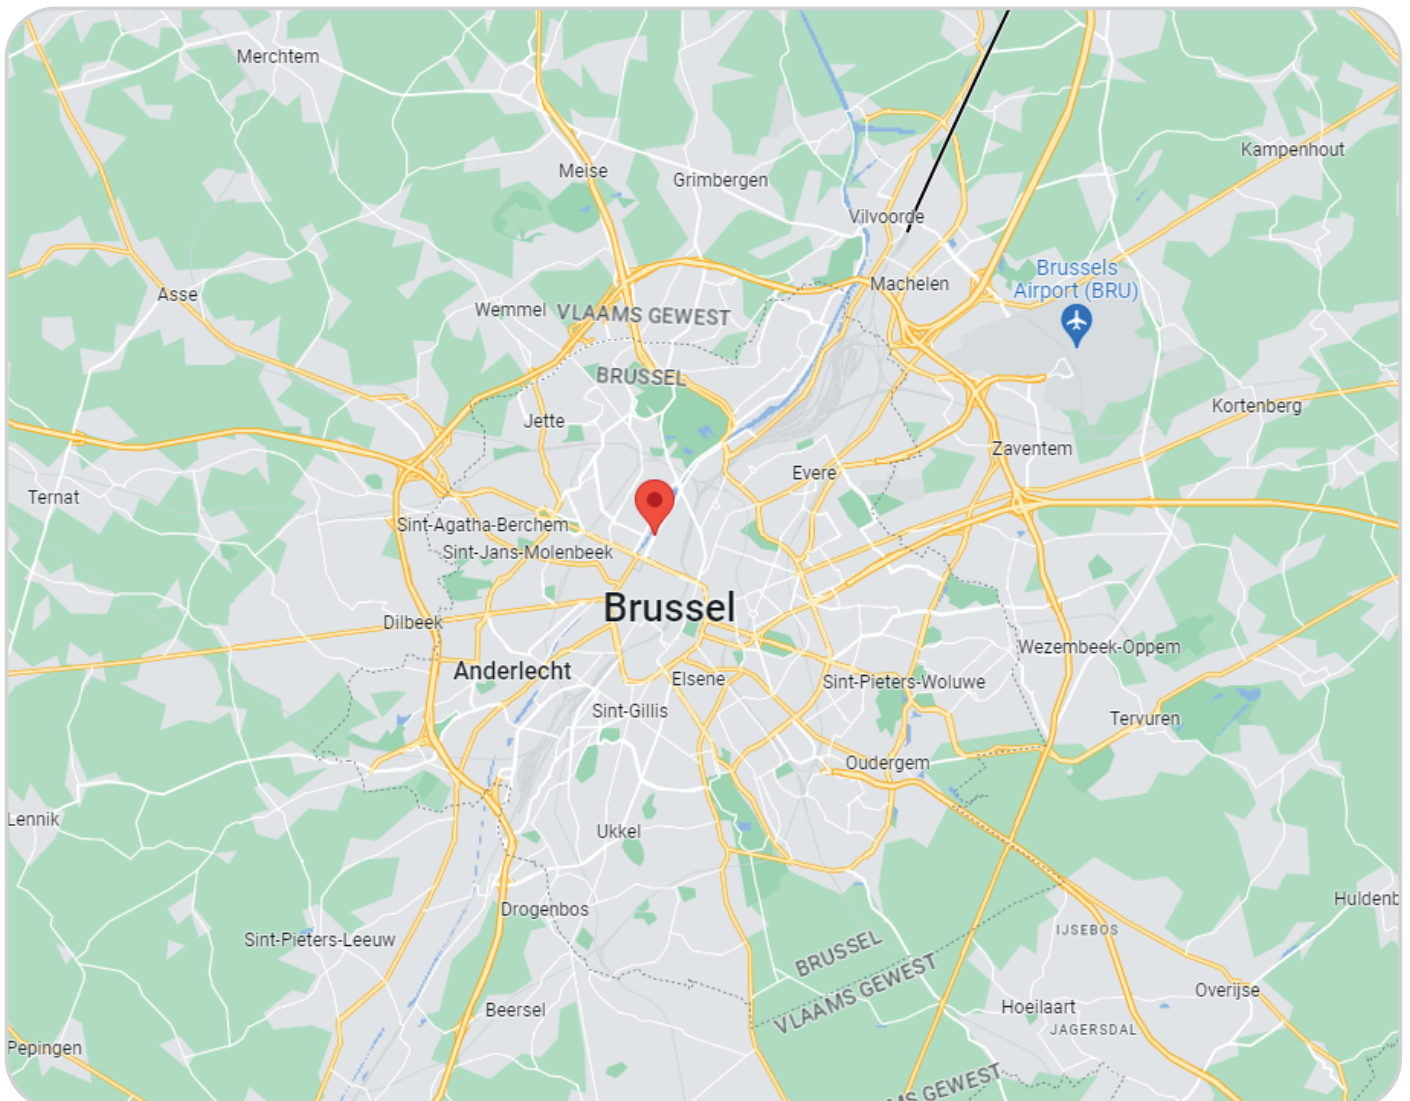 Merchtem
Kampenhout
Meise
Grimbergen
Vilvoorde
Brussels
Airport (BRU)
Machelen
Asse
Wemmel
VLAAMS GEWEST
BRUSSEL
Kortenberg
Jette
Zaventem
Evere
Ternat
Sint-Agatha-Berchem
Sint-Jans-Molenbeek
Brussel
Dilbeek
Wezembeek-Oppem
Anderlecht
Elsene
Sint-Pieters-Woluwe
Sint-Gillis
Tervuren
Oudergem
Lennik
Ukkel
Huldenb
Drogenbos
IJSEBOS
Sint-Pieters-Leeuw
BRUSSEL
VLAAMS GEWEST
Overijse
Hoeilaart
Beersel
JAGERSDAL
Pepingen
MS GEWEST